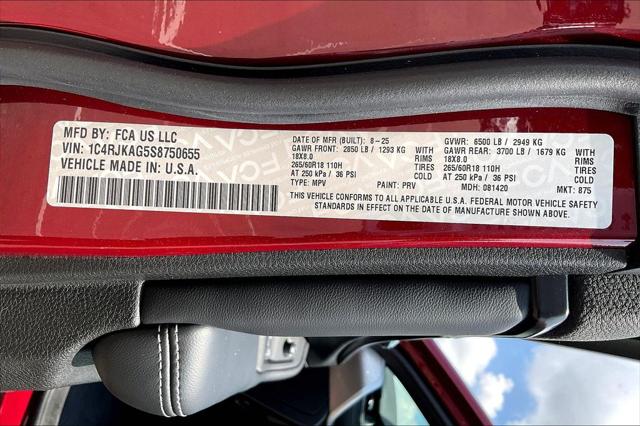 MFD BY: FCA US LLC
VIN: 1C4RJKAG5S8750655
VEHICLE MADE IN: U.S.A.
DATE OF MFR (BUILT): 8-25 GVWR: 6500 LB / 2949 KG
GAWR FRONT: 2850 LB / 1293 KG WITH GAWR REAR: 3700 LB / 1679 KG WITH
18X8.0 RIMS 18X8.0 RIMS
265/60R18 110H TIRES 265/60R18 110H TIRES
AT 250 kPa / 36 PSI COLD AT 250 kPa / 36 PSI COLD
TYPE: MPV PAINT: PRV MDH: 081420 MKT: 875
THIS VEHICLE CONFORMS TO ALL APPLICABLE U.S.A. FEDERAL MOTOR VEHICLE SAFETY
STANDARDS IN EFFECT ON THE DATE OF MANUFACTURE SHOWN ABOVE.